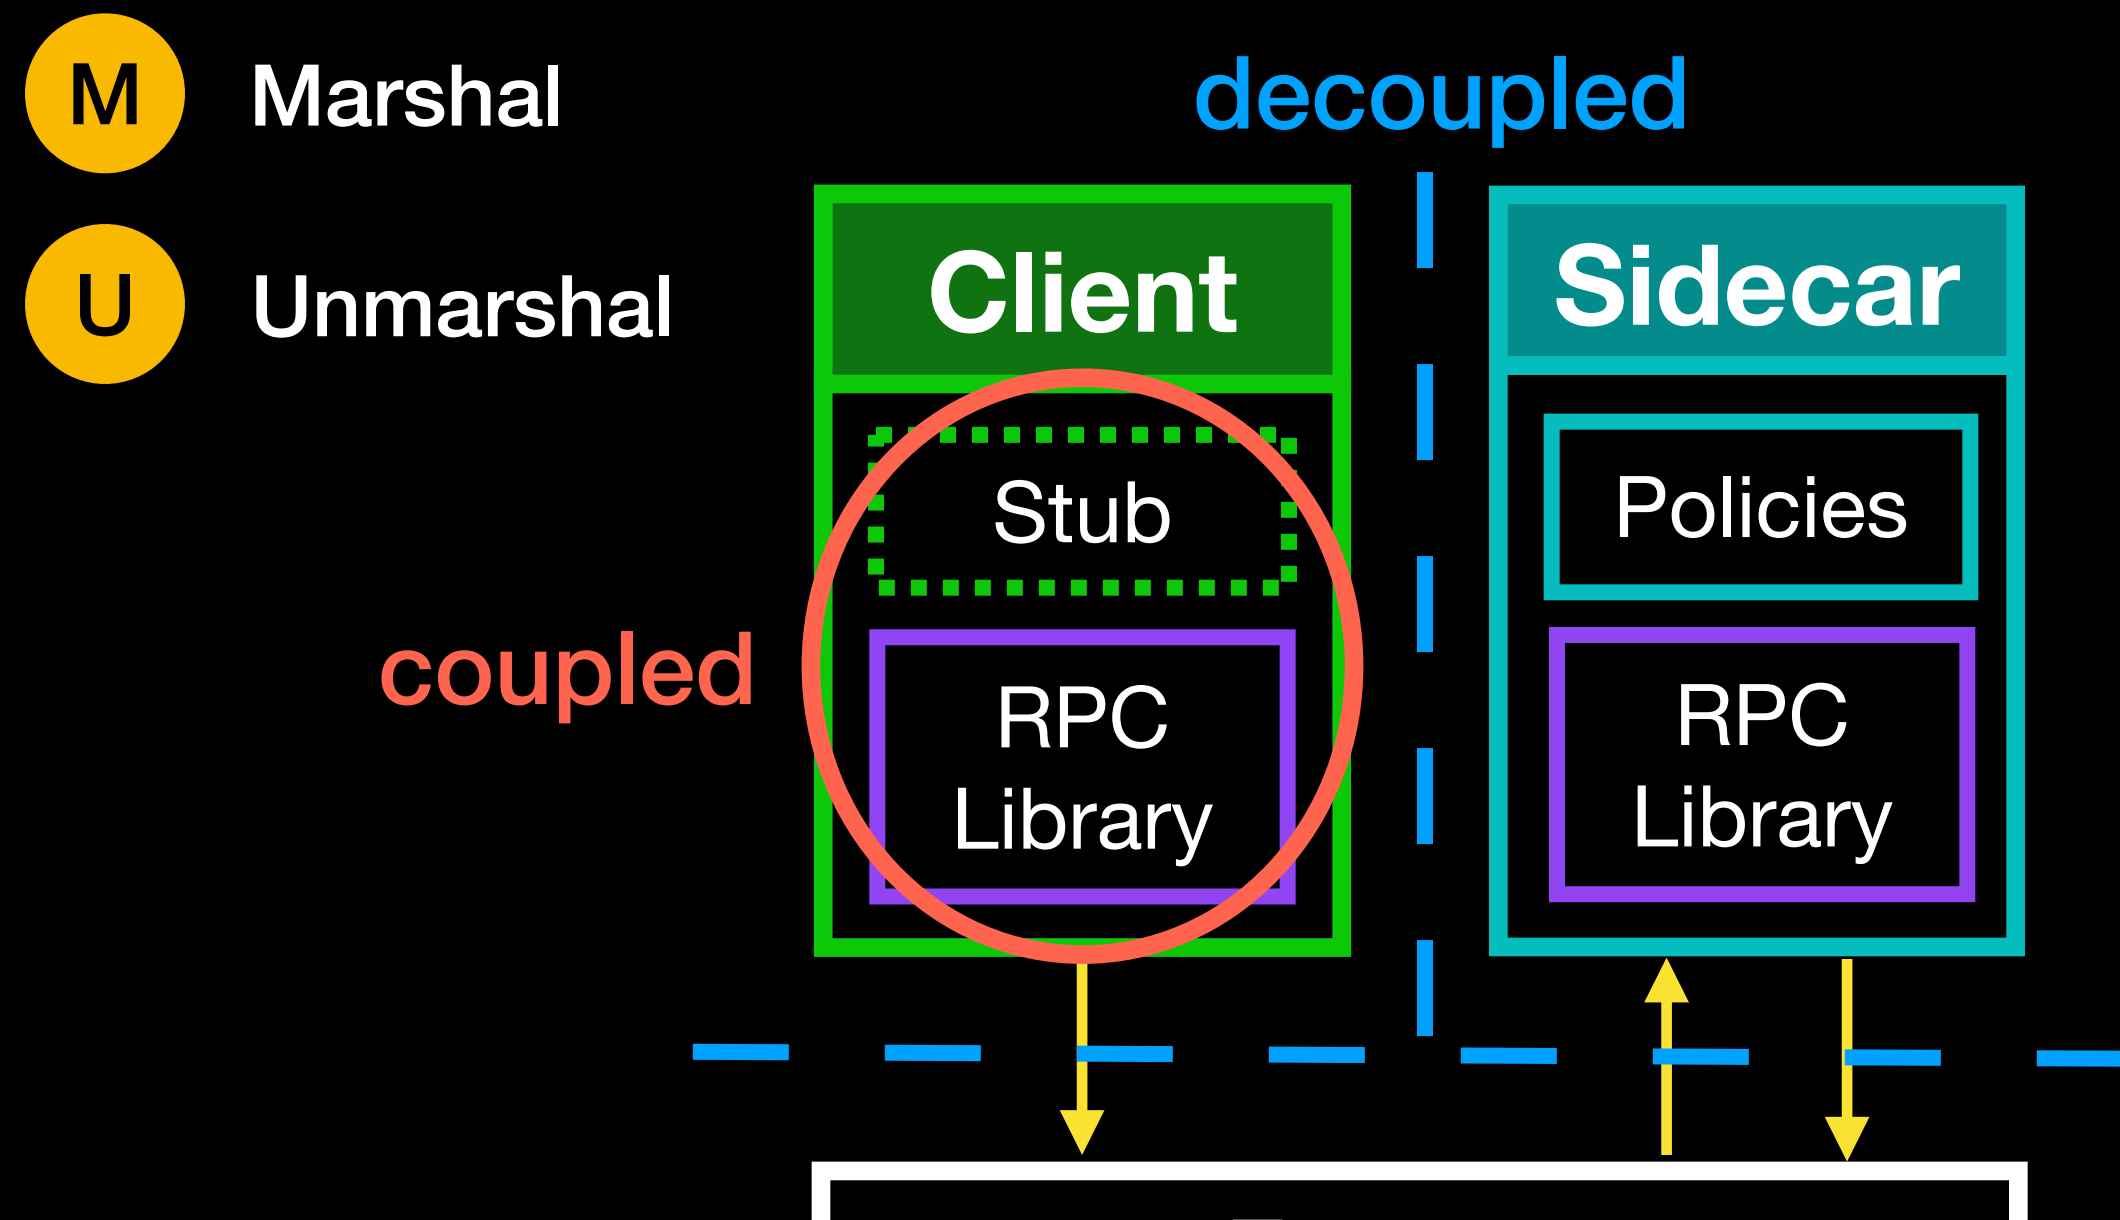 M
Marshal
U
Unmarshal
decoupled
Client
Sidecar
Stub
Policies
coupled
RPC
Library
RPC
Library